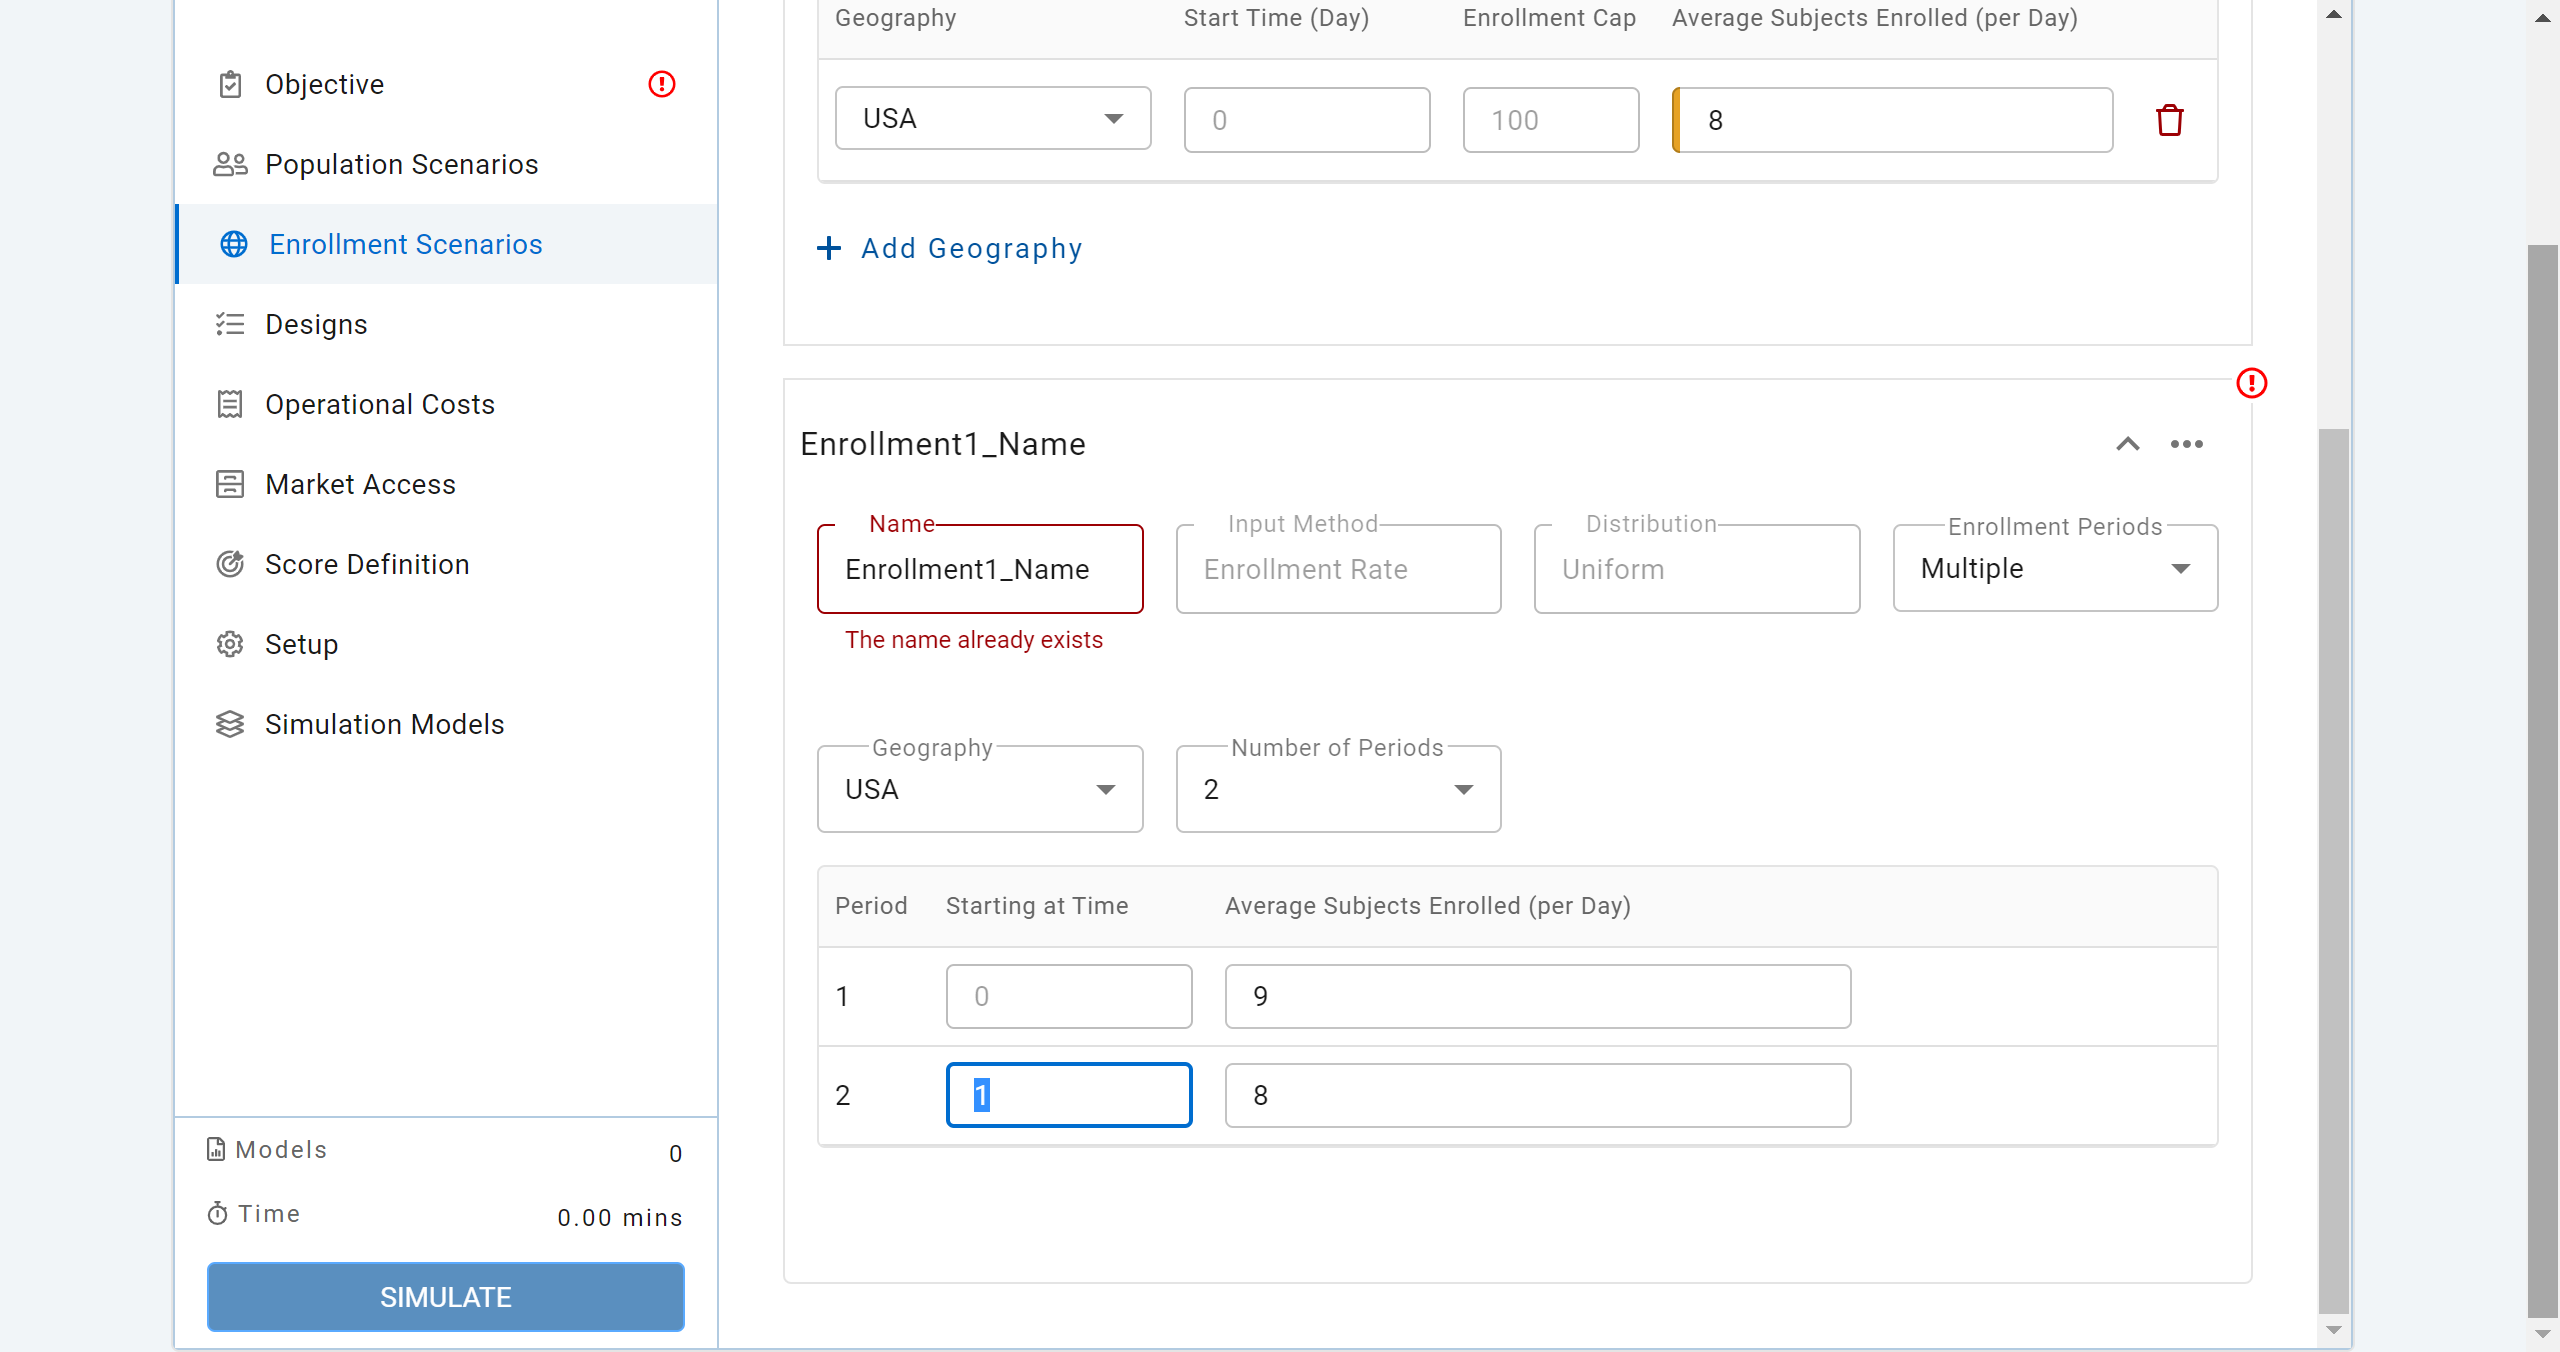 Objective
Population Scenarios
Enrollment Scenarios
Designs
Operational Costs
Market Access
Score Definition
Setup
Simulation Models
Models 0
Time 0.00 mins
SIMULATE
Geography Start Time (Day) Enrollment Cap Average Subjects Enrolled (per Day)
USA 0 100 8
Add Geography
Enrollment1_Name
Name Input Method Distribution Enrollment Periods
Enrollment1_Name Enrollment Rate Uniform Multiple
The name already exists
Geography Number of Periods
USA 2
Period Starting at Time Average Subjects Enrolled (per Day)
1 0 9
2 1 8